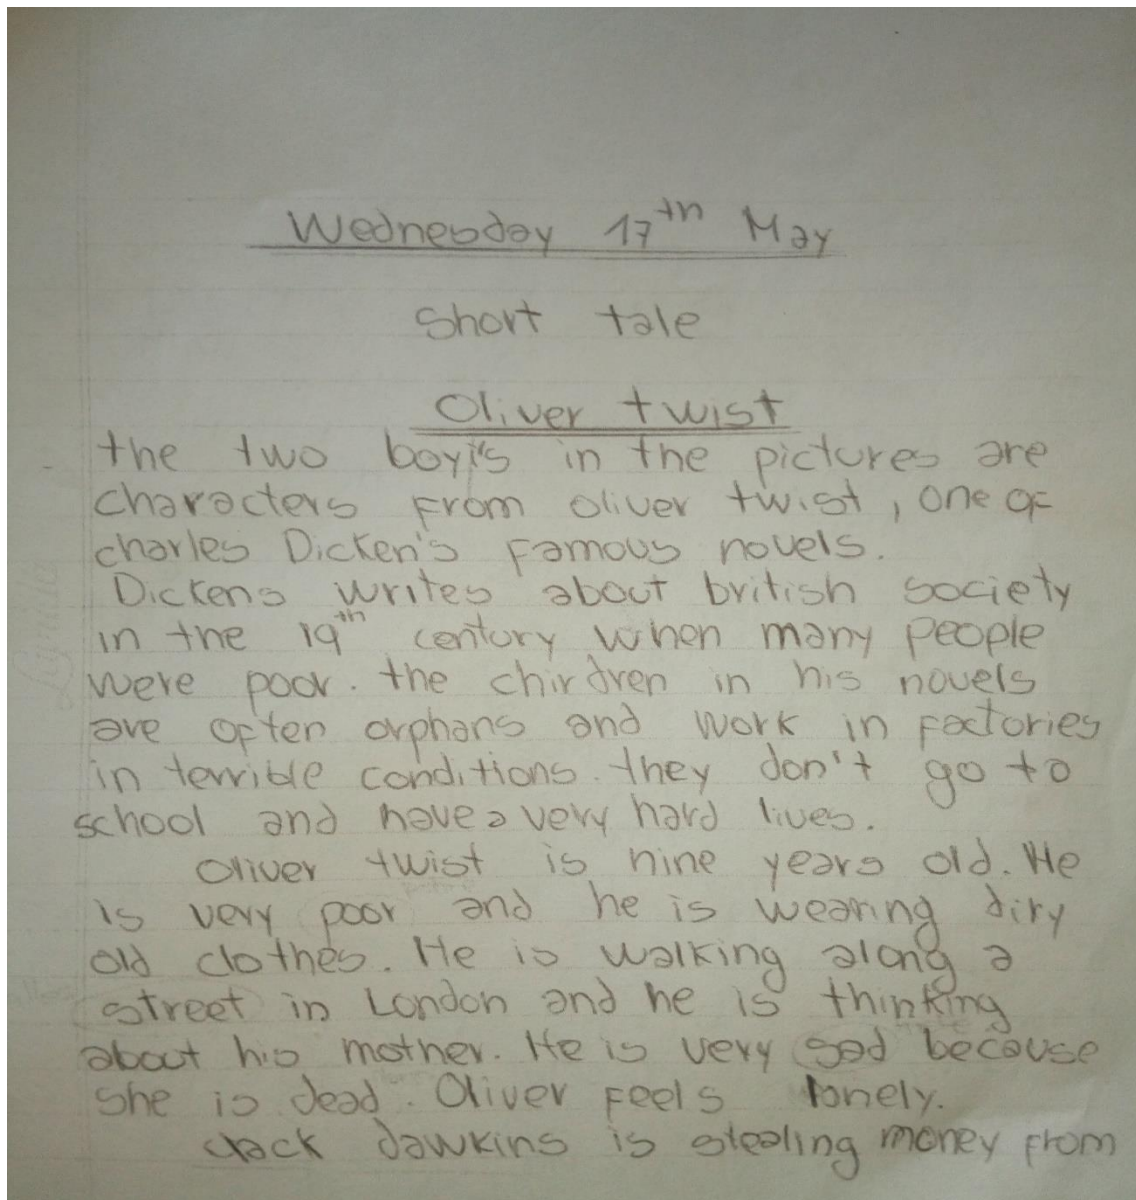 Wednesday 17th May
Short tale
Oliver twist
the two boy's in the pictures are
characters from oliver twist, one of
charles Dicken's famous novels.
Dickens writes about british society
in the 19th century when many people
were poor. the chirdren in his novels
are often orphans and work in factories
in terrible conditions. they don't go to
school and have a very hard lives.
Oliver twist is nine years old. He
is very poor and he is wearing diry
old clothes. He is walking along a
street in London and he is thinking
about his mother. He is very sad because
she is dead. Oliver feels lonely.
Jack dawkins is stealing money from